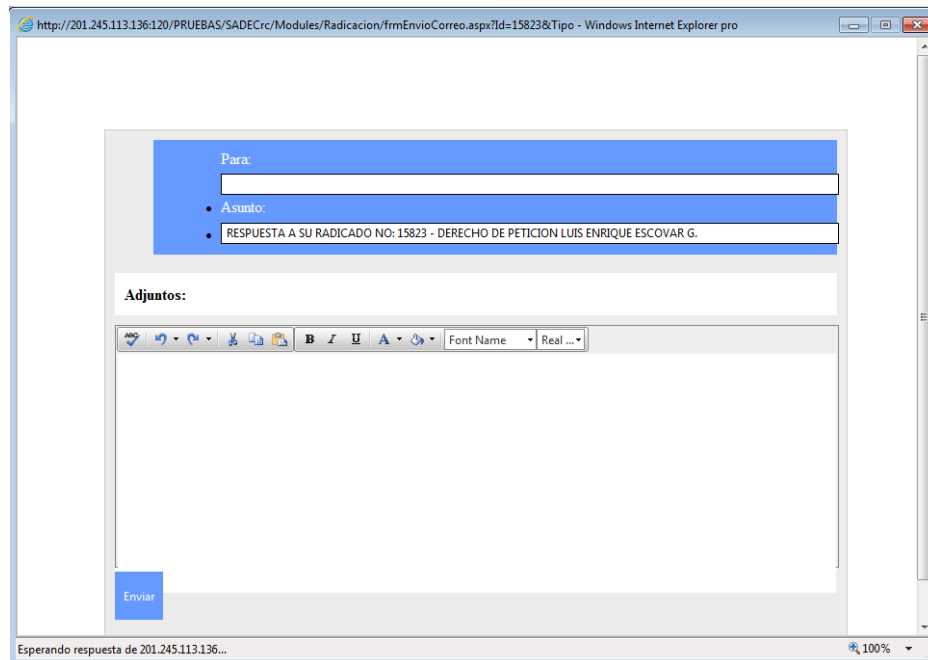 http://201.245.113.136:120/PRUEBAS/SADECrc/Modules/Radicacion/frmEnvioCorreo.aspx?Id=15823&Tipo - Windows Internet Explorer pro
Para:
Asunto:
RESPUESTA A SU RADICADO NO: 15823 - DERECHO DE PETICION LUIS ENRIQUE ESCOVAR G.
Adjuntos:
ABC B I U A Font Name Real ...
Enviar
Esperando respuesta de 201.245.113.136... 100%